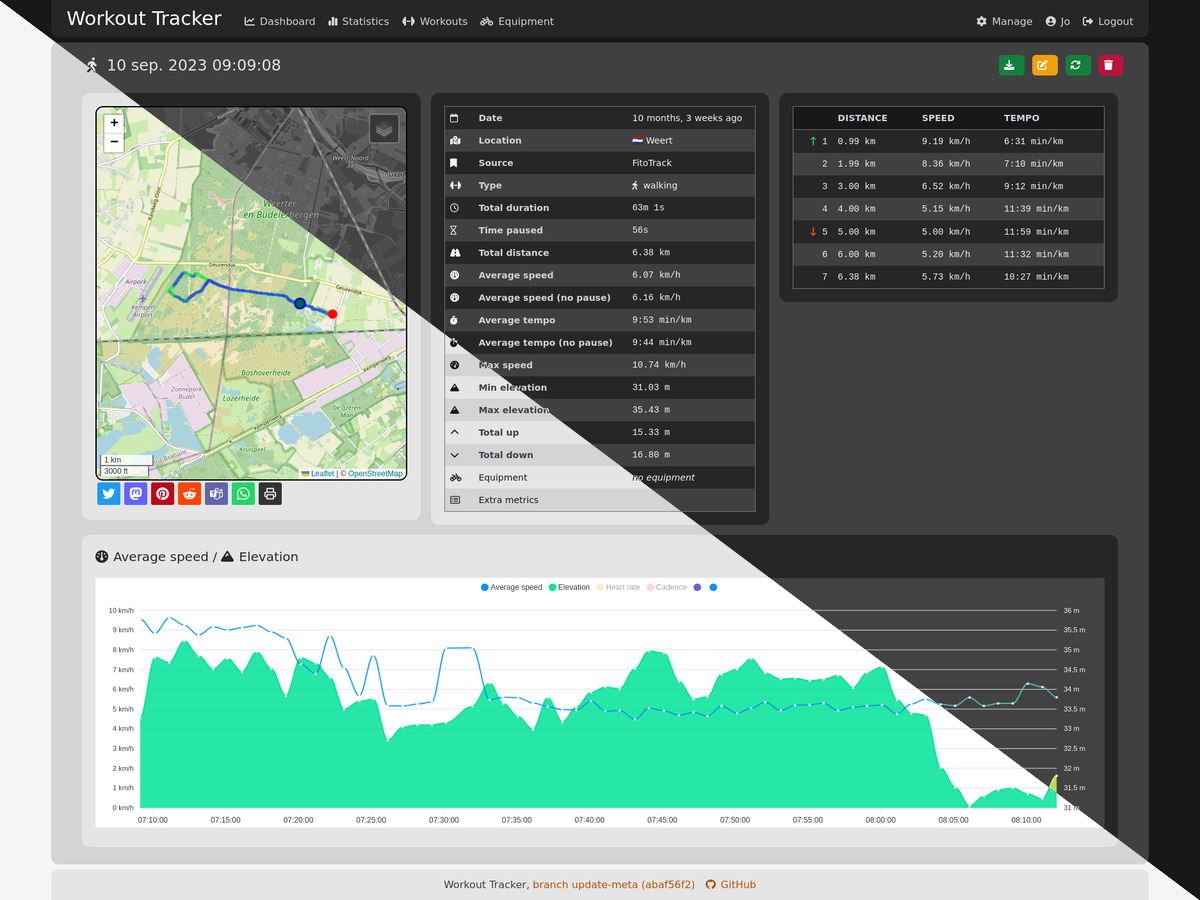 Workout Tracker Dashboard Statistics Workouts Equipment Manage Jo Logout
10 sep. 2023 09:09:08
+
−
Ransberg
Weert-Noord
Ransweg-Oost
Weerter-
en Budelerbergen
Geuzendijk
Geuzendijk
Airpark
Kempen
Airport
Boshoverheide
Kempenweg
Zonnepark
Budel
Lozerheide
De IJzeren
Man
Kempenweg
Kruispeel
1 km
3000 ft
Leaflet | © OpenStreetMap
Date 10 months, 3 weeks ago
Location Weert
Source FitoTrack
Type walking
Total duration 63m 1s
Time paused 56s
Total distance 6.38 km
Average speed 6.07 km/h
Average speed (no pause) 6.16 km/h
Average tempo 9:53 min/km
Average tempo (no pause) 9:44 min/km
Max speed 10.74 km/h
Min elevation 31.03 m
Max elevation 35.43 m
Total up 15.33 m
Total down 16.80 m
Equipment no equipment
Extra metrics
DISTANCE SPEED TEMPO
↑ 1 0.99 km 9.19 km/h 6:31 min/km
2 1.99 km 8.36 km/h 7:10 min/km
3 3.00 km 6.52 km/h 9:12 min/km
4 4.00 km 5.15 km/h 11:39 min/km
↓ 5 5.00 km 5.00 km/h 11:59 min/km
6 6.00 km 5.20 km/h 11:32 min/km
7 6.38 km 5.73 km/h 10:27 min/km
Average speed / Elevation
Average speed Elevation Heart rate Cadence
10 km/h 36 m
9 km/h 35.5 m
8 km/h 35 m
7 km/h 34.5 m
6 km/h 34 m
5 km/h 33.5 m
4 km/h 33 m
3 km/h 32.5 m
2 km/h 32 m
1 km/h 31.5 m
0 km/h 31 m
07:10:00 07:15:00 07:20:00 07:25:00 07:30:00 07:35:00 07:40:00 07:45:00 07:50:00 07:55:00 08:00:00 08:05:00 08:10:00
Workout Tracker, branch update-meta (abaf56f2) GitHub